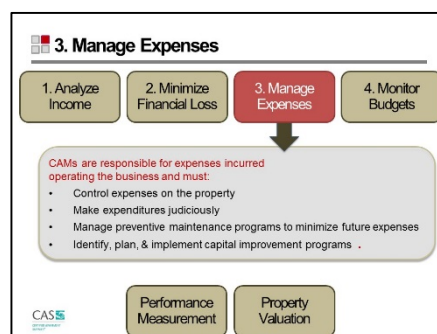 3. Manage Expenses
1. Analyze
Income
2. Minimize
Financial Loss
3. Manage
Expenses
4. Monitor
Budgets
CAMs are responsible for expenses incurred
operating the business and must:
• Control expenses on the property
• Make expenditures judiciously
• Manage preventive maintenance programs to minimize future expenses
• Identify, plan, & implement capital improvement programs .
Performance
Measurement
Property
Valuation
CAS